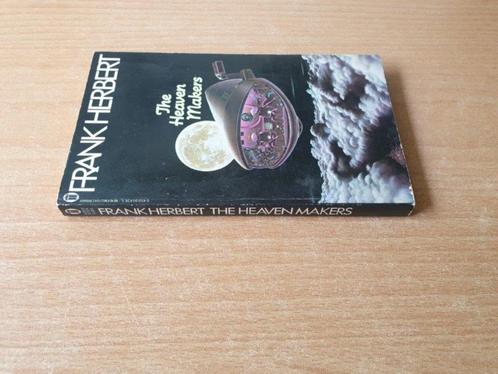 FRANK HERBERT
The
Heaven
Makers
FRANK HERBERT THE HEAVEN MAKERS